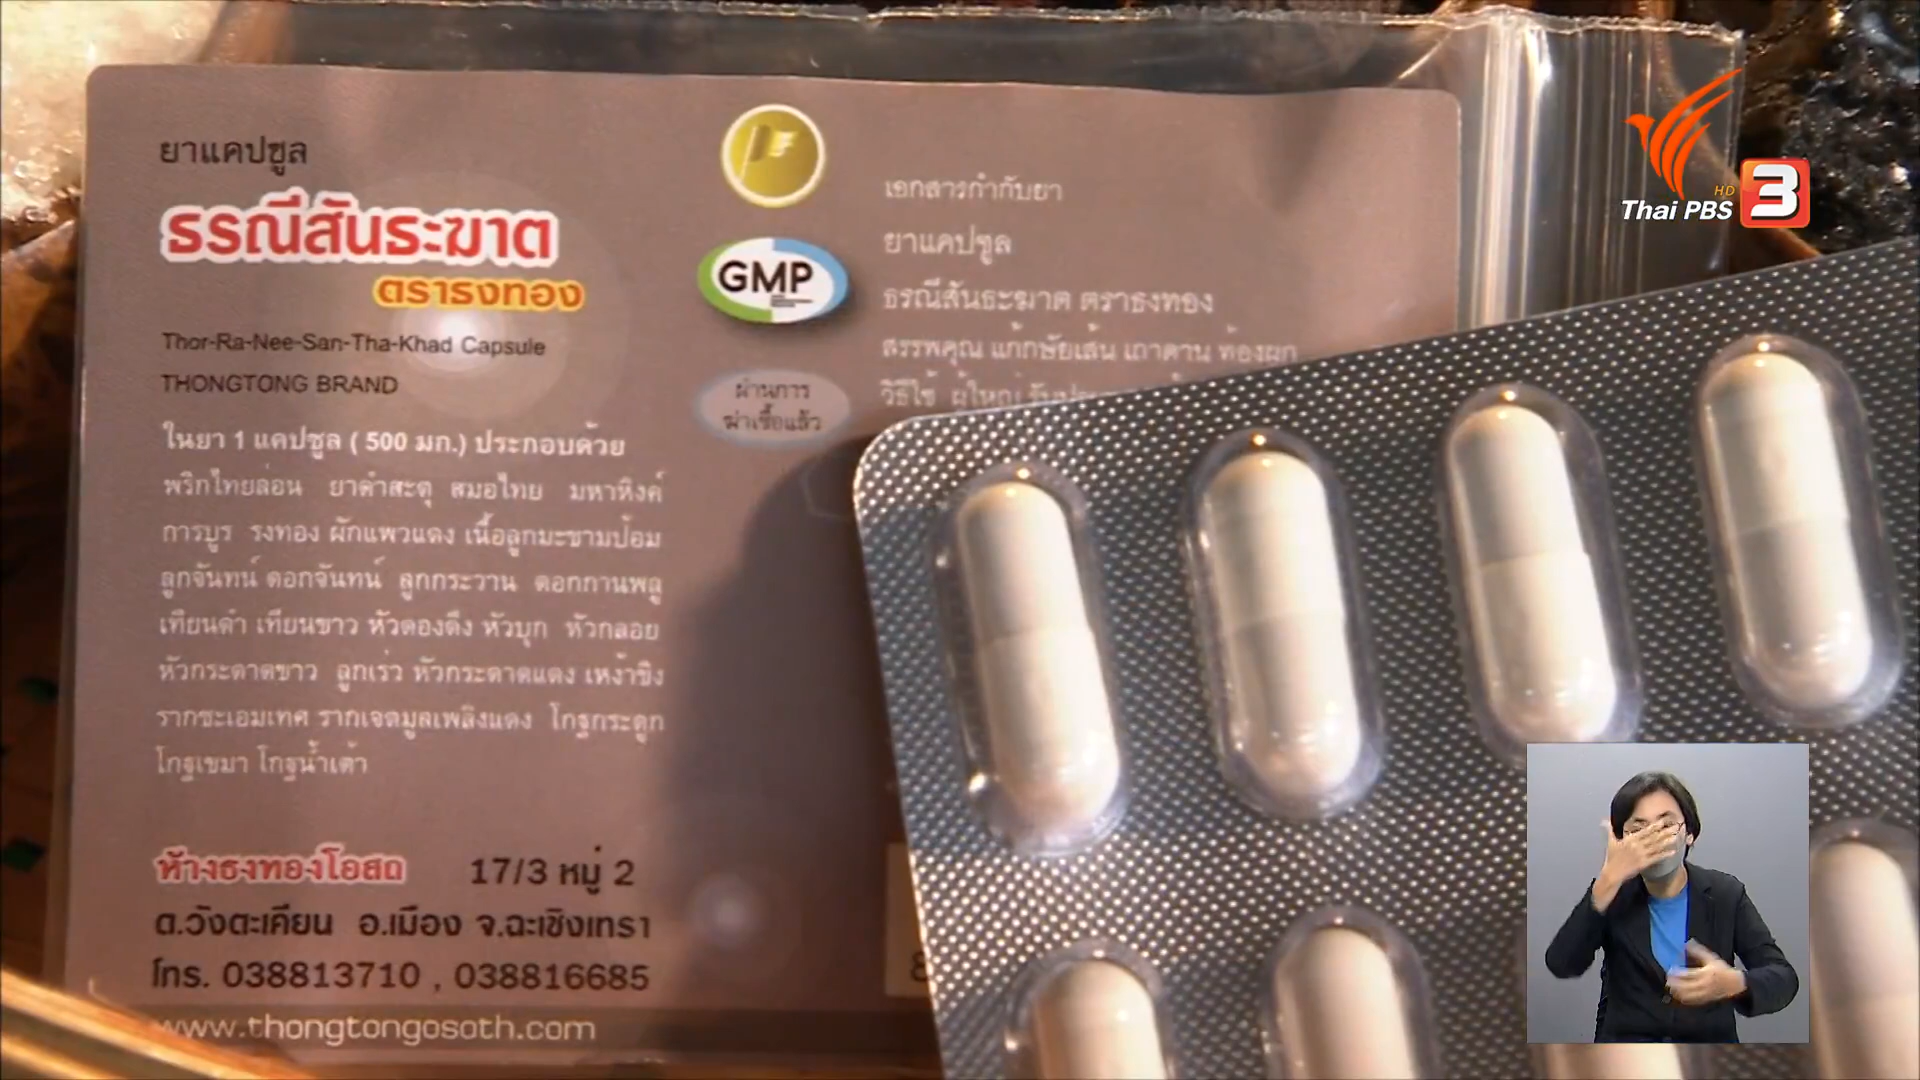 ยาแคปซูล
ธรณีสันธะฆาต
ตราธงทอง
Thor-Ra-Nee-San-Tha-Khad Capsule
THONGTONG BRAND
ในยา 1 แคปซูล ( 500 มก.) ประกอบด้วย
พริกไทยล่อน ยาดำสะตุ สมอไทย มหาหิงค์
การบูร รงทอง ผักแพวแดง เนื้อลูกมะขามป้อม
ลูกจันทน์ ดอกจันทน์ ลูกกระวาน ดอกกานพลู
เทียนดำ เทียนขาว หัวดองดึง หัวบุก หัวกลอย
หัวกระดาดขาว ลูกเร่ว หัวกระดาดแดง เหง้าขิง
รากชะเอมเทศ รากเจตมูลเพลิงแดง โกฐกระดูก
โกฐเขมา โกฐน้ำเต้า
ห้างธงทองโอสถ 17/3 หมู่ 2
ต.วังตะเคียน อ.เมือง จ.ฉะเชิงเทรา
โทร. 038813710 , 038816685
www.thongtongosoth.com
GMP
ผ่านการ
ฆ่าเชื้อแล้ว
เอกสารกำกับยา
ยาแคปซูล
ธรณีสันธะฆาต ตราธงทอง
สรรพคุณ แก้กษัยเส้น เถาดาน ท้องผูก
วิธีใช้ ผู้ใหญ่
HD
Thai PBS 3